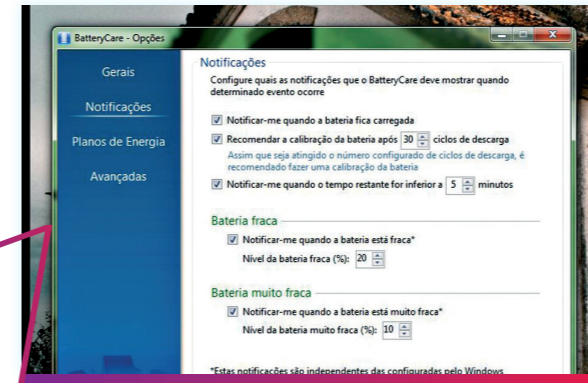 BatteryCare - Opções
Gerais
Notificações
Planos de Energia
Avançadas
Notificações
Configure quais as notificações que o BatteryCare deve mostrar quando
determinado evento ocorre
Notificar-me quando a bateria fica carregada
Recomendar a calibração da bateria após 30 ciclos de descarga
Assim que seja atingido o número configurado de ciclos de descarga, é
recomendado fazer uma calibração da bateria
Notificar-me quando o tempo restante for inferior a 5 minutos
Bateria fraca
Notificar-me quando a bateria está fraca*
Nível da bateria fraca (%): 20
Bateria muito fraca
Notificar-me quando a bateria está muito fraca*
Nível da bateria muito fraca (%): 10
*Estas notificações são independentes das configuradas pelo Windows